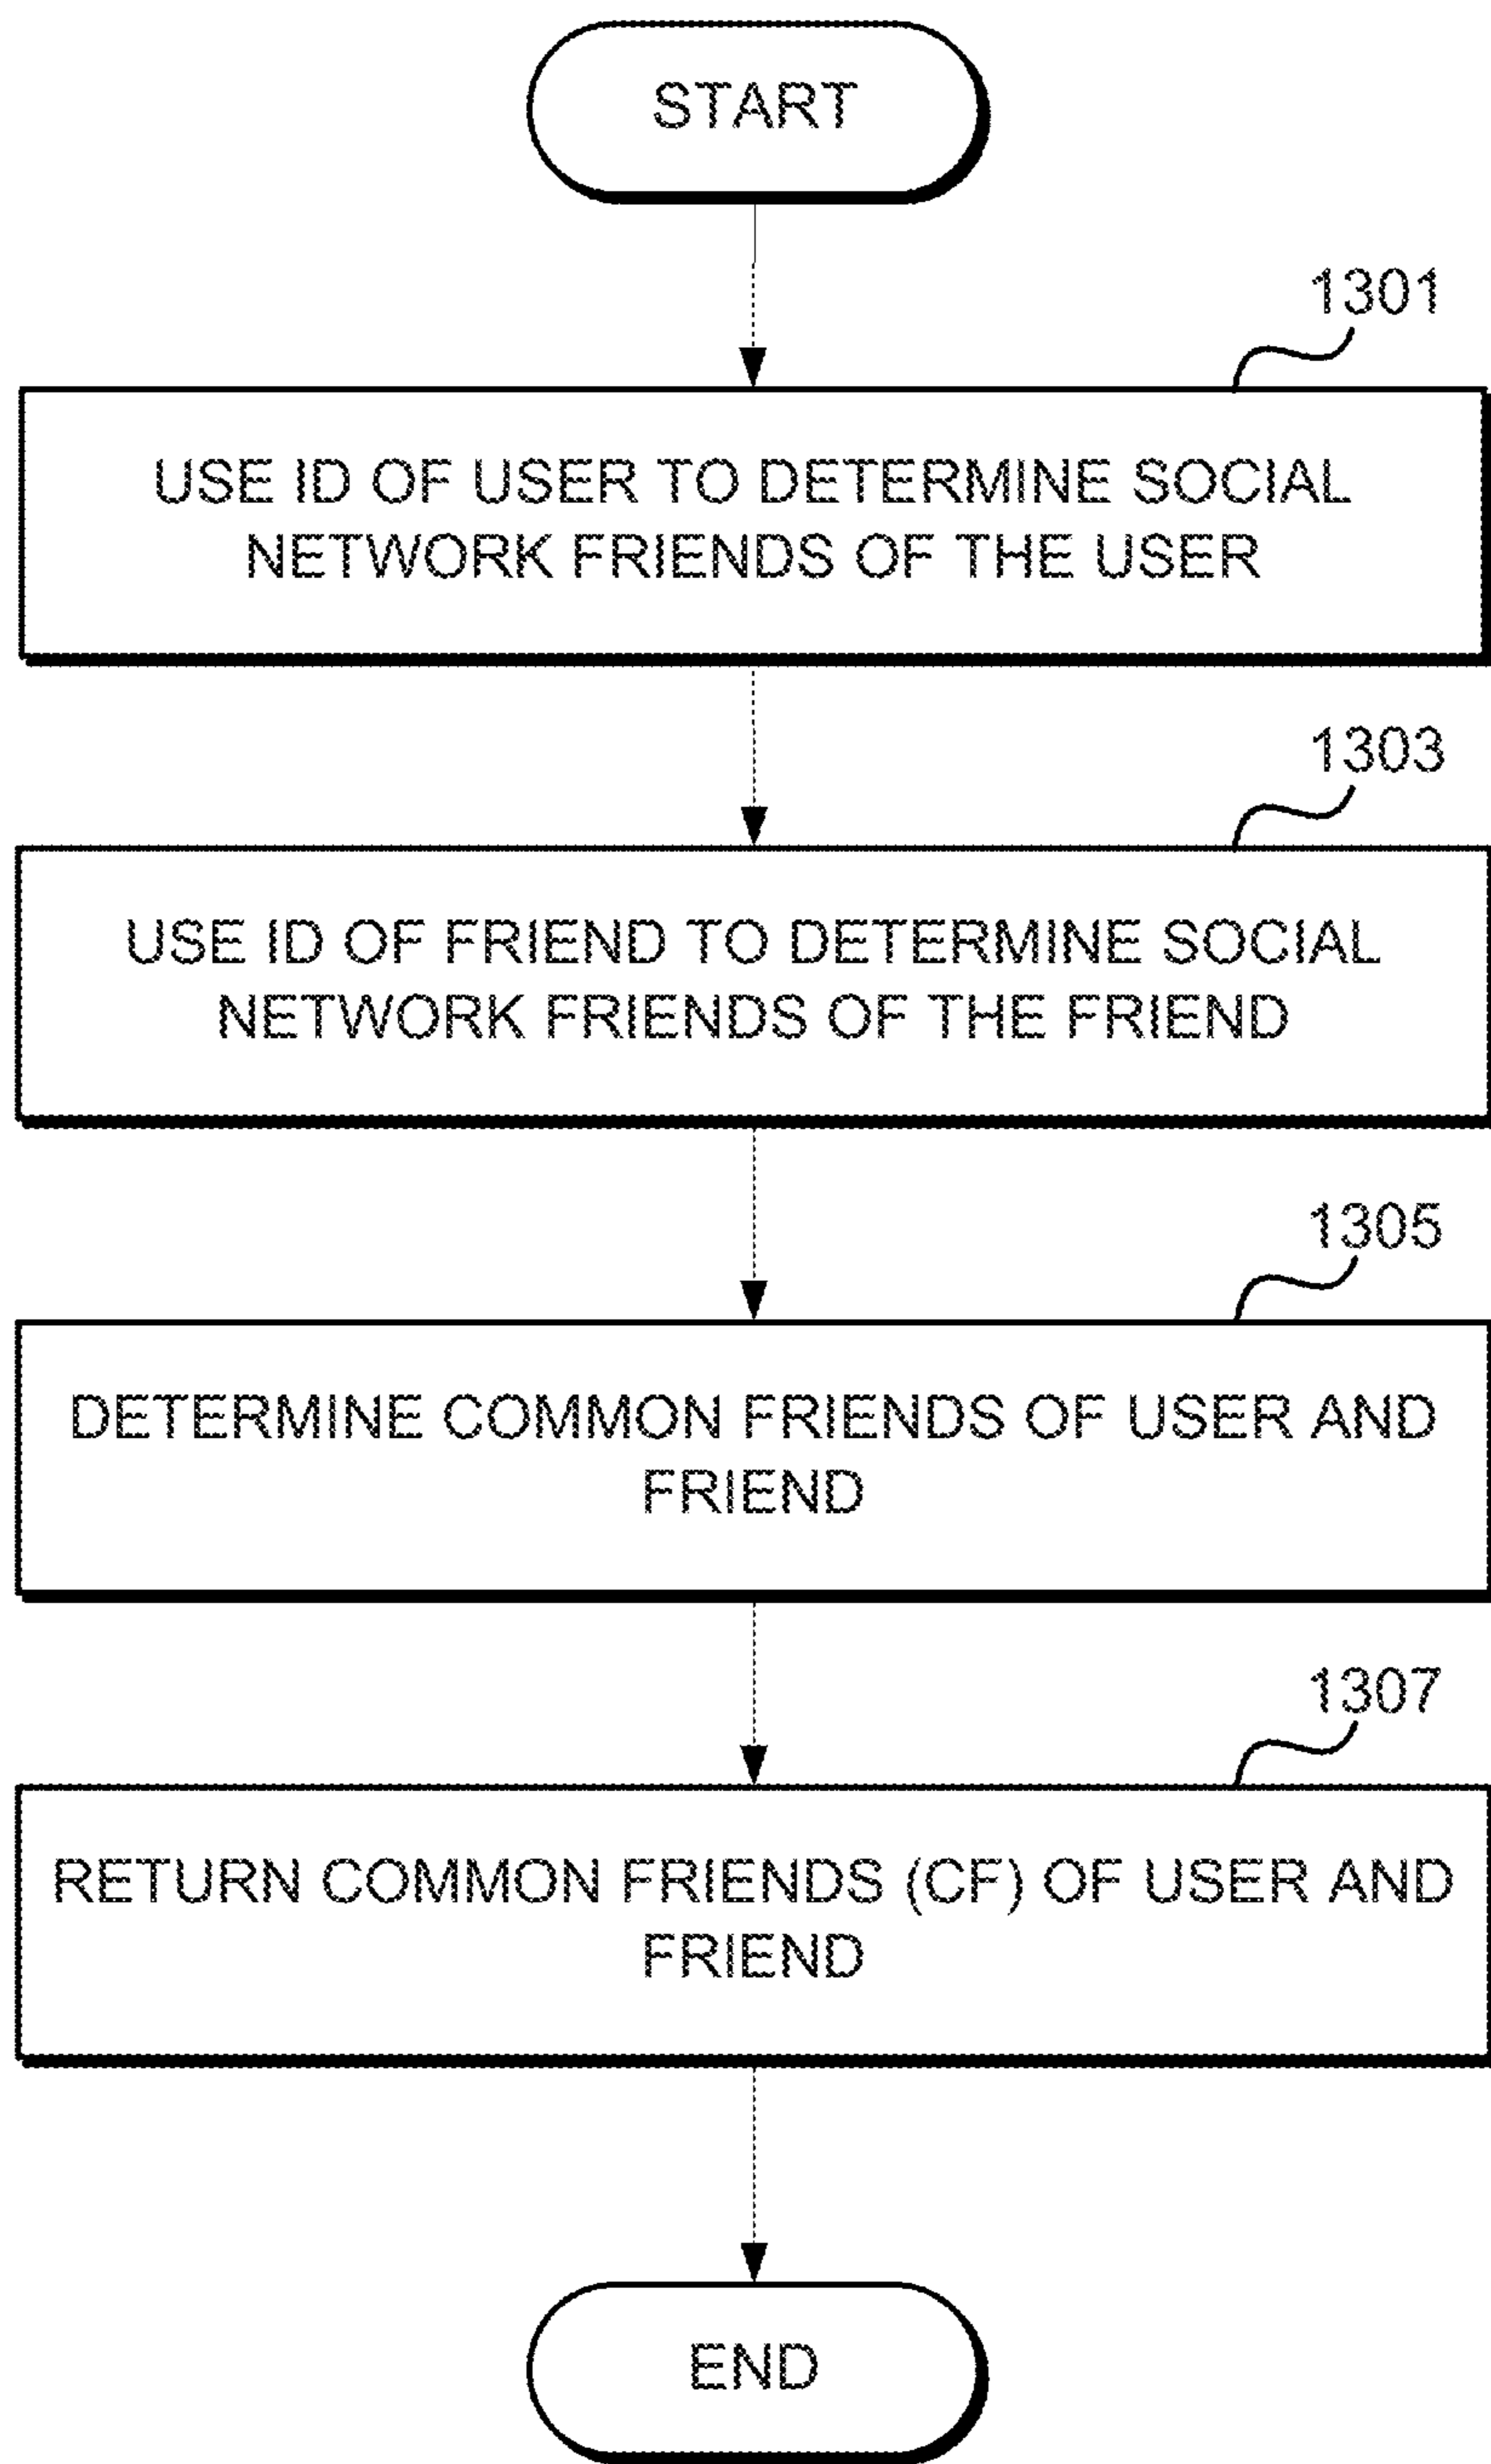 START
1301
USE ID OF USER TO DETERMINE SOCIAL
NETWORK FRIENDS OF THE USER
1303
USE ID OF FRIEND TO DETERMINE SOCIAL
NETWORK FRIENDS OF THE FRIEND
1305
DETERMINE COMMON FRIENDS OF USER AND
FRIEND
1307
RETURN COMMON FRIENDS (CF) OF USER AND
FRIEND
END